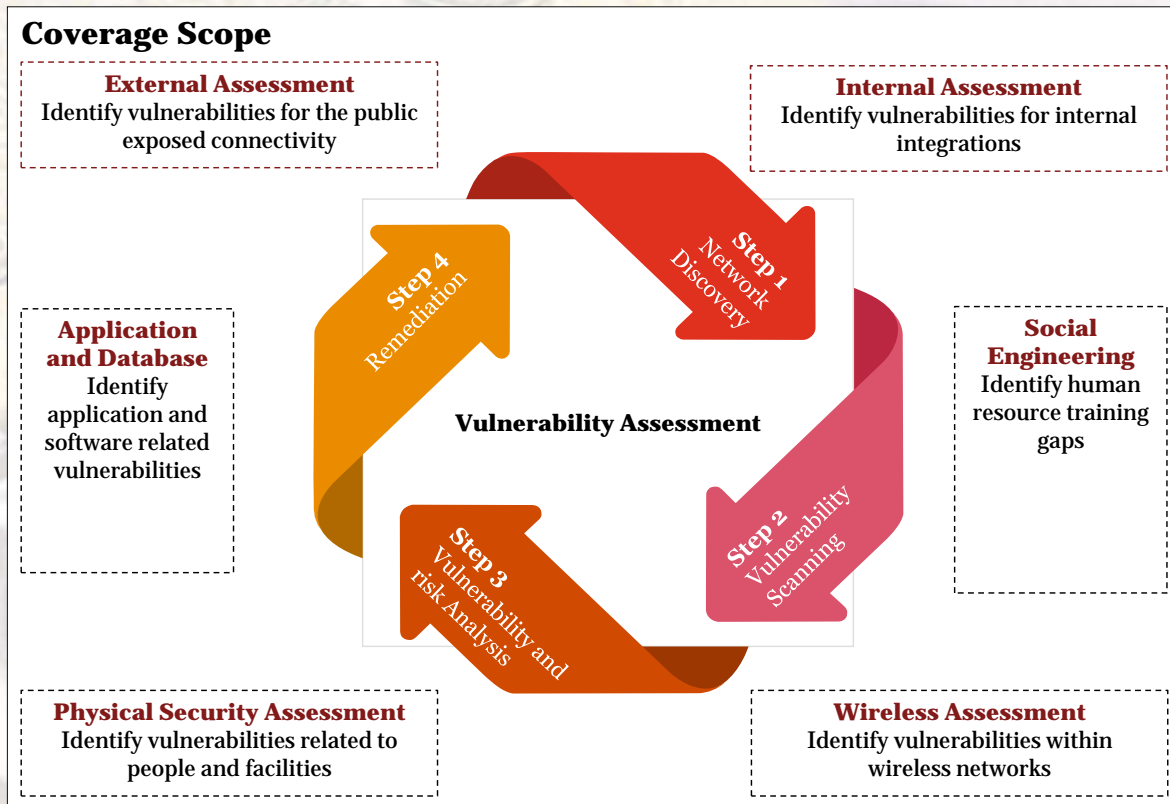 Coverage Scope
External Assessment
Identify vulnerabilities for the public
exposed connectivity
Internal Assessment
Identify vulnerabilities for internal
integrations
Step 1
Network
Discovery
Step 4
Remediation
Application
and Database
Identify
application and
software related
vulnerabilities
Vulnerability Assessment
Social
Engineering
Identify human
resource training
gaps
Step 2
Vulnerability
Scanning
Step 3
Vulnerability and
risk Analysis
Physical Security Assessment
Identify vulnerabilities related to
people and facilities
Wireless Assessment
Identify vulnerabilities within
wireless networks